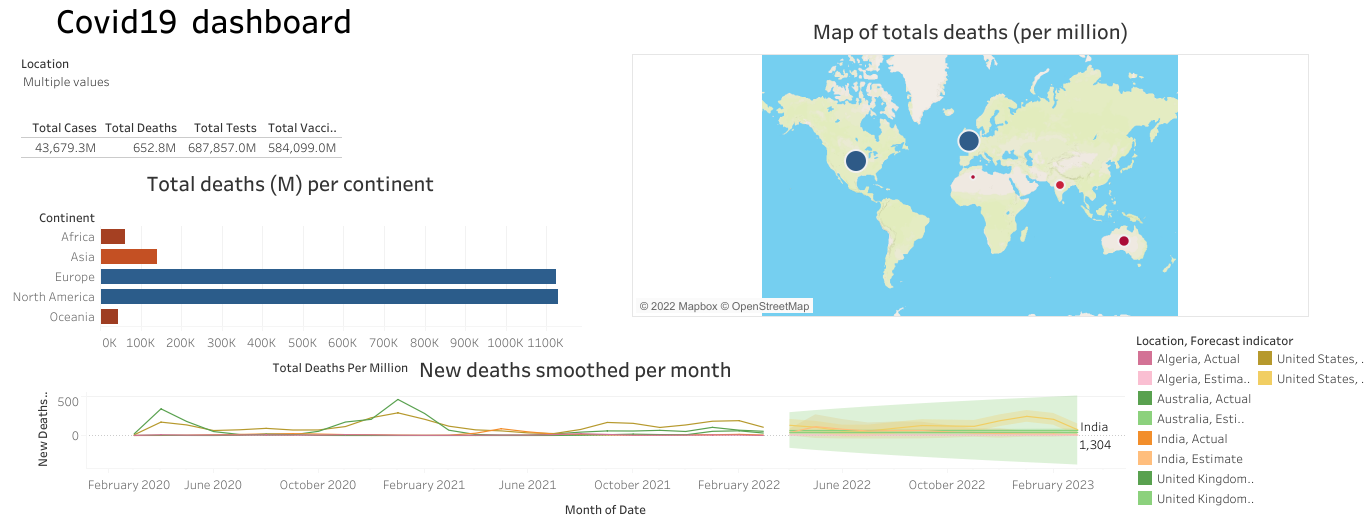 Covid19 dashboard
Location
Multiple values
Total Cases Total Deaths Total Tests Total Vacci..
43,679.3M 652.8M 687,857.0M 584,099.0M
Total deaths (M) per continent
Continent
Africa
Asia
Europe
North America
Oceania
0K 100K 200K 300K 400K 500K 600K 700K 800K 900K 1000K 1100K
Total Deaths Per Million
Map of totals deaths (per million)
© 2022 Mapbox © OpenStreetMap
New deaths smoothed per month
New Deaths..
500
0
India
1,304
February 2020 June 2020 October 2020 February 2021 June 2021 October 2021 February 2022 June 2022 October 2022 February 2023
Month of Date
Location, Forecast indicator
Algeria, Actual
Algeria, Estima..
Australia, Actual
Australia, Esti..
India, Actual
India, Estimate
United Kingdom..
United Kingdom..
United States, .
United States, .